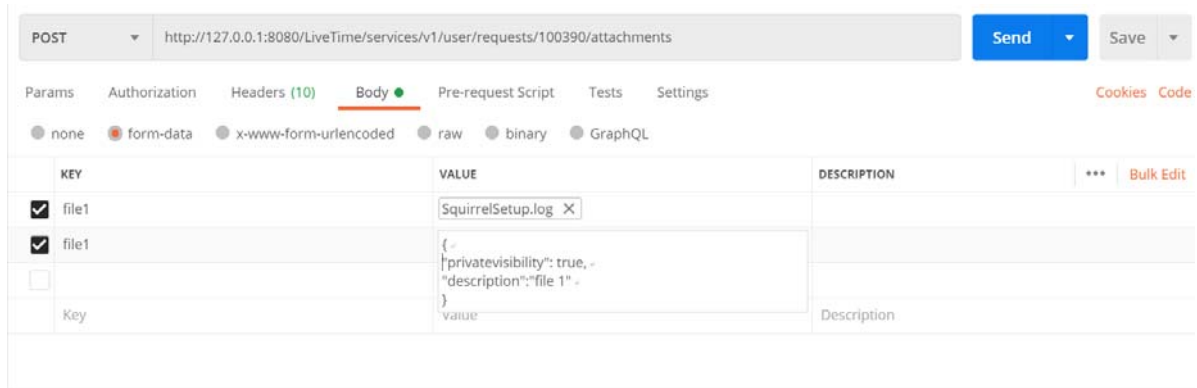 POST http://127.0.0.1:8080/LiveTime/services/v1/user/requests/100390/attachments Send Save
Params Authorization Headers (10) Body Pre-request Script Tests Settings Cookies Code
none form-data x-www-form-urlencoded raw binary GraphQL
KEY VALUE DESCRIPTION ••• Bulk Edit
file1 SquirrelSetup.log ×
file1 {
"privatevisibility": true,
"description":"file 1"
}
Key Value Description